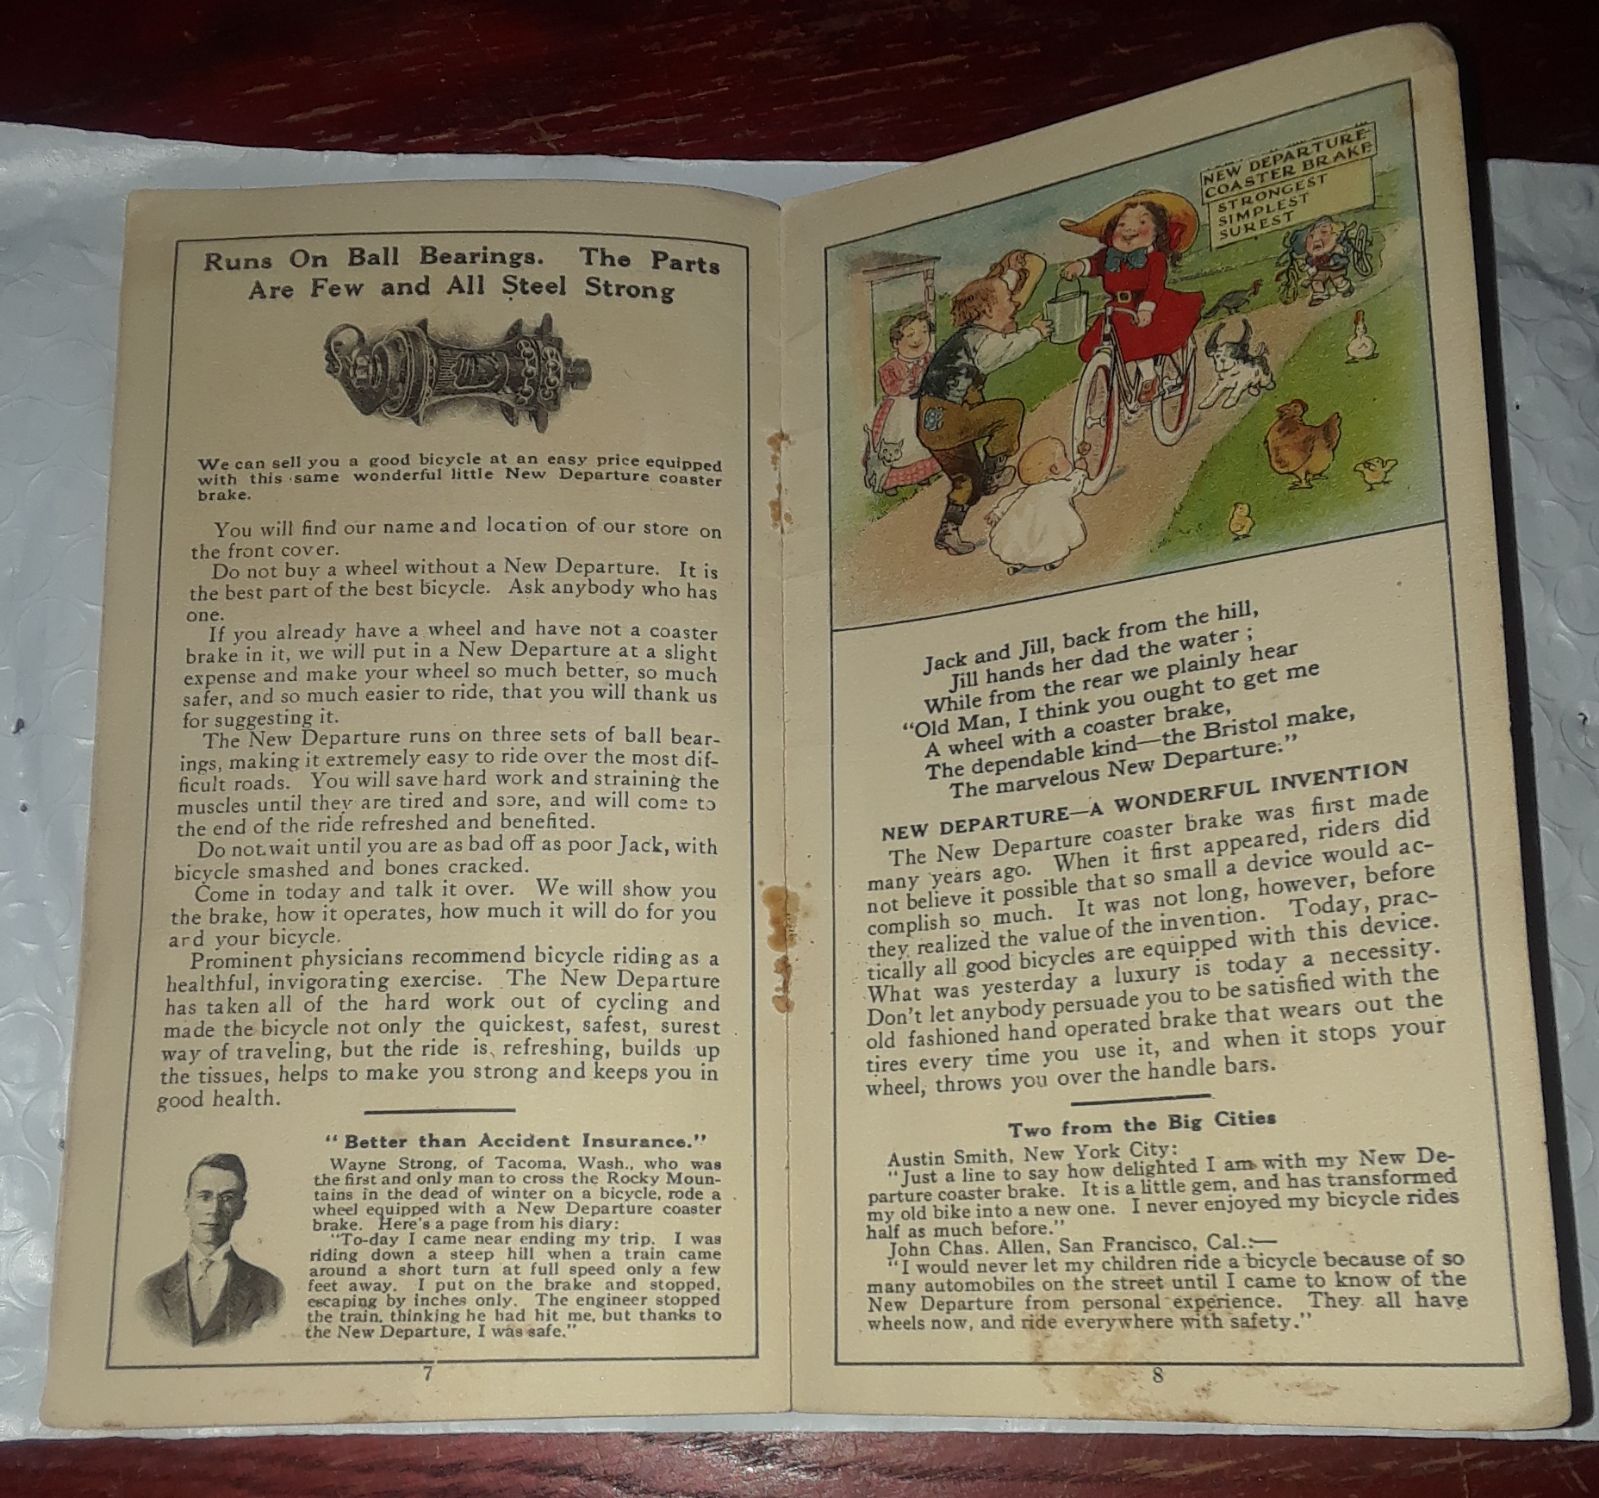 Runs On Ball Bearings. The Parts
Are Few and All Steel Strong
We can sell you a good bicycle at an easy price equipped
with this same wonderful little New Departure coaster
brake.
You will find our name and location of our store on
the front cover.
Do not buy a wheel without a New Departure. It is
the best part of the best bicycle. Ask anybody who has
one.
If you already have a wheel and have not a coaster
brake in it, we will put in a New Departure at a slight
expense and make your wheel so much better, so much
safer, and so much easier to ride, that you will thank us
for suggesting it.
The New Departure runs on three sets of ball bear-
ings, making it extremely easy to ride over the most dif-
ficult roads. You will save hard work and straining the
muscles until they are tired and sore, and will come to
the end of the ride refreshed and benefited.
Do not wait until you are as bad off as poor Jack, with
bicycle smashed and bones cracked.
Come in today and talk it over. We will show you
the brake, how it operates, how much it will do for you
ard your bicycle.
Prominent physicians recommend bicycle riding as a
healthful, invigorating exercise. The New Departure
has taken all of the hard work out of cycling and
made the bicycle not only the quickest, safest, surest
way of traveling, but the ride is refreshing, builds up
the tissues, helps to make you strong and keeps you in
good health.
"Better than Accident Insurance."
Wayne Strong, of Tacoma, Wash., who was
the first and only man to cross the Rocky Moun-
tains in the dead of winter on a bicycle, rode a
wheel equipped with a New Departure coaster
brake. Here's a page from his diary:
"To-day I came near ending my trip. I was
riding down a steep hill when a train came
around a short turn at full speed only a few
feet away. I put on the brake and stopped,
escaping by inches only. The engineer stopped
the train, thinking he had hit me, but thanks to
the New Departure, I was safe."
7
NEW DEPARTURE
COASTER BRAKE
STRONGEST
SIMPLEST
SUREST
Jack and Jill, back from the hill,
Jill hands her dad the water;
While from the rear we plainly hear
"Old Man, I think you ought to get me
A wheel with a coaster brake,
The dependable kind—the Bristol make,
The marvelous New Departure."
NEW DEPARTURE—A WONDERFUL INVENTION
The New Departure coaster brake was first made
many years ago. When it first appeared, riders did
not believe it possible that so small a device would ac-
complish so much. It was not long, however, before
they realized the value of the invention. Today, prac-
tically all good bicycles are equipped with this device.
What was yesterday a luxury is today a necessity.
Don't let anybody persuade you to be satisfied with the
old fashioned hand operated brake that wears out the
tires every time you use it, and when it stops your
wheel, throws you over the handle bars.
Two from the Big Cities
Austin Smith, New York City:
"Just a line to say how delighted I am with my New De-
parture coaster brake. It is a little gem, and has transformed
my old bike into a new one. I never enjoyed my bicycle rides
half as much before."
John Chas. Allen, San Francisco, Cal.:—
"I would never let my children ride a bicycle because of so
many automobiles on the street until I came to know of the
New Departure from personal experience. They all have
wheels now, and ride everywhere with safety."
8